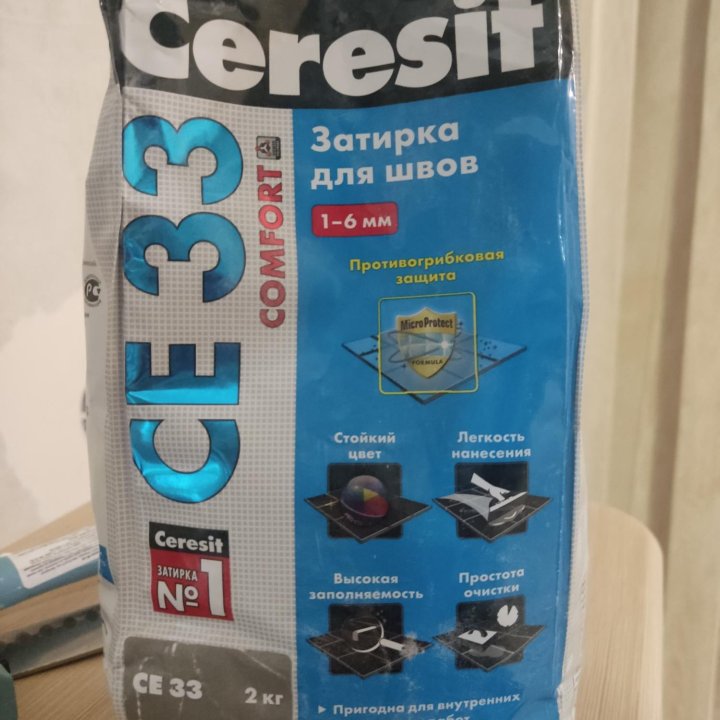 Ceresit
CE 33
COMFORT
Затирка
для швов
1–6 мм
Противогрибковая
защита
MicroProtect
FORMULA
Стойкий
цвет
Легкость
нанесения
Высокая
заполняемость
Простота
очистки
Ceresit
ЗАТИРКА
№1
CE 33 2 кг
▶ Пригодна для внутренних